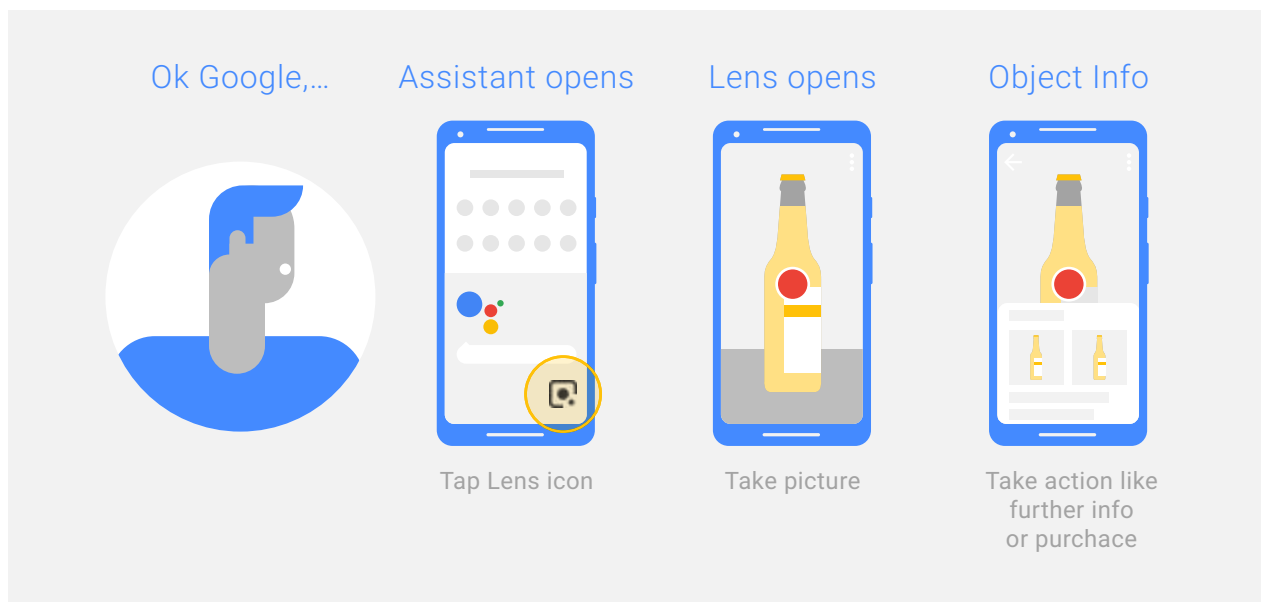 Ok Google,...
Assistant opens
Lens opens
Object Info
Tap Lens icon
Take picture
Take action like
further info
or purchace